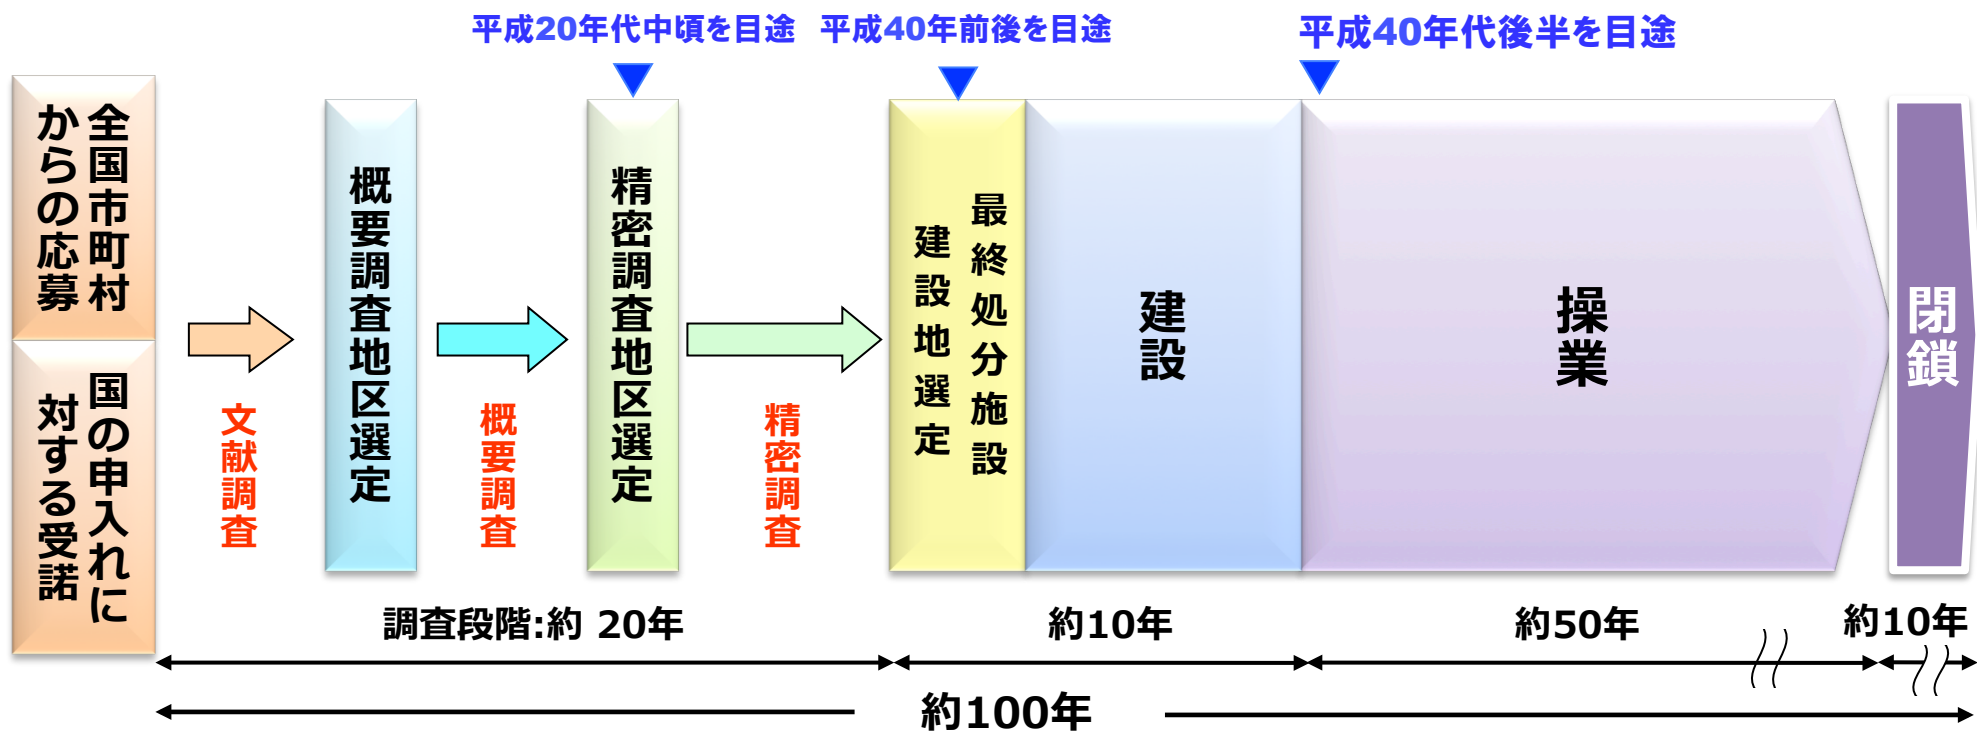 平成20年代中頃を目途
平成40年前後を目途
平成40年代後半を目途
全国市町村
からの応募
国の申入れに
対する受諾
文献調査
概要調査地区選定
概要調査
精密調査地区選定
精密調査
最終処分施設
建設地選定
建設
操業
閉鎖
調査段階:約 20年
約10年
約50年
約10年
約100年